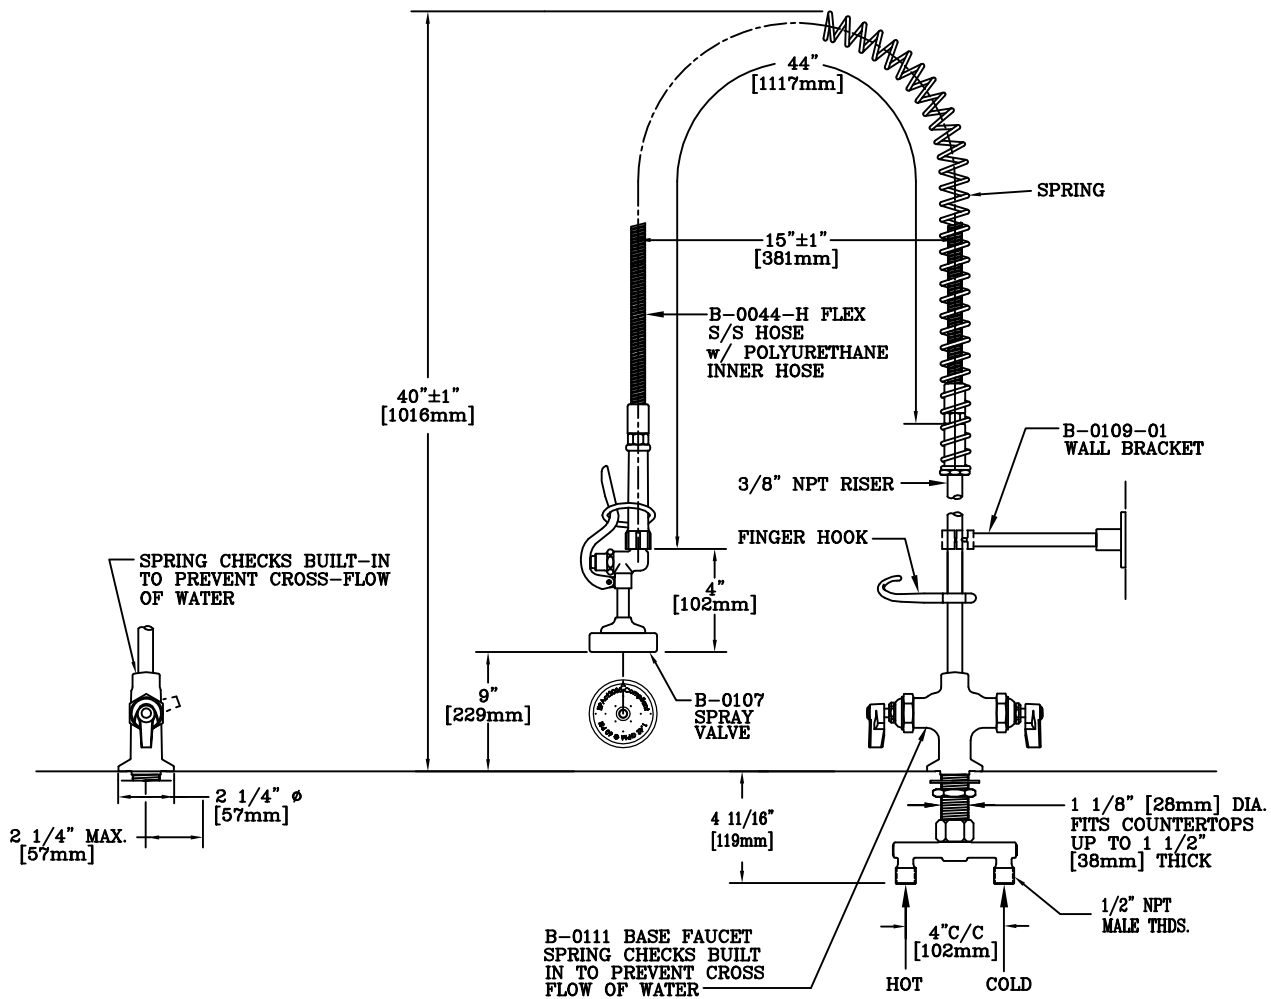 44"
[1117mm]
SPRING
15"±1"
[381mm]
B-0044-H FLEX
S/S HOSE
w/ POLYURETHANE
INNER HOSE
40"±1"
[1016mm]
B-0109-01
WALL BRACKET
3/8" NPT RISER
FINGER HOOK
SPRING CHECKS BUILT-IN
TO PREVENT CROSS-FLOW
OF WATER
4"
[102mm]
9"
[229mm]
B-0107
SPRAY
VALVE
2 1/4" ø
[57mm]
2 1/4" MAX.
[57mm]
4 11/16"
[119mm]
1 1/8" [28mm] DIA.
FITS COUNTERTOPS
UP TO 1 1/2"
[38mm] THICK
1/2" NPT
MALE THDS.
B-0111 BASE FAUCET
SPRING CHECKS BUILT
IN TO PREVENT CROSS
FLOW OF WATER
4"C/C
[102mm]
HOT
COLD